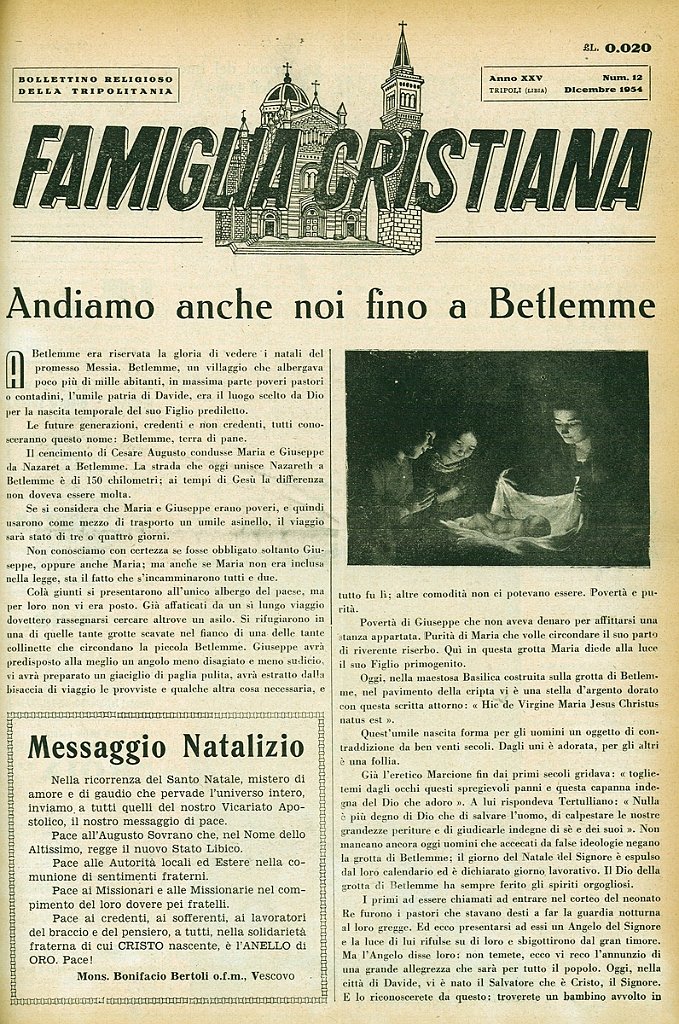 £L. 0.020
BOLLETTINO RELIGIOSO
DELLA TRIPOLITANIA
Anno XXV Num. 12
TRIPOLI (LIBIA) Dicembre 1954
FAMIGLIA CRISTIANA
Andiamo anche noi fino a Betlemme
A Betlemme era riservata la gloria di vedere i natali del
promesso Messia. Betlemme, un villaggio che albergava
poco più di mille abitanti, in massima parte poveri pastori
o contadini, l'umile patria di Davide, era il luogo scelto da Dio
per la nascita temporale del suo Figlio prediletto.
Le future generazioni, credenti e non credenti, tutti cono-
sceranno questo nome: Betlemme, terra di pane.
Il cencimento di Cesare Augusto condusse Maria e Giuseppe
da Nazaret a Betlemme. La strada che oggi unisce Nazareth a
Betlemme è di 150 chilometri; ai tempi di Gesù la differenza
non doveva essere molta.
Se si considera che Maria e Giuseppe erano poveri, e quindi
usarono come mezzo di trasporto un umile asinello, il viaggio
sarà stato di tre o quattro giorni.
Non conosciamo con certezza se fosse obbligato soltanto Giu-
seppe, oppure anche Maria; ma anche se Maria non era inclusa
nella legge, sta il fatto che s'incamminarono tutti e due.
Colà giunti si presentarono all'unico albergo del paese, ma
per loro non vi era posto. Già affaticati da un sì lungo viaggio
dovettero rassegnarsi cercare altrove un asilo. Si rifugiarono in
una di quelle tante grotte scavate nel fianco di una delle tante
collinette che circondano la piccola Betlemme. Giuseppe avrà
predisposto alla meglio un angolo meno disagiato e meno sudicio,
vi avrà preparato un giaciglio di paglia pulita, avrà estratto dalla
bisaccia di viaggio le provviste e qualche altra cosa necessaria, e
Messaggio Natalizio
Nella ricorrenza del Santo Natale, mistero di
amore e di gaudio che pervade l'universo intero,
inviamo a tutti quelli del nostro Vicariato Apo-
stolico, il nostro messaggio di pace.
Pace all'Augusto Sovrano che, nel Nome dello
Altissimo, regge il nuovo Stato Libico.
Pace alle Autorità locali ed Estere nella co-
munione di sentimenti fraterni.
Pace ai Missionari e alle Missionarie nel com-
pimento del loro dovere pei fratelli.
Pace ai credenti, ai sofferenti, ai lavoratori
del braccio e del pensiero, a tutti, nella solidarietà
fraterna di cui CRISTO nascente, è l'ANELLO di
ORO. Pace!
Mons. Bonifacio Bertoli o.f.m., Vescovo
tutto fu lì; altre comodità non ci potevano essere. Povertà e pu-
rità.
Povertà di Giuseppe che non aveva denaro per affittarsi una
stanza appartata. Purità di Maria che volle circondare il suo parto
di riverente riserbo. Quì in questa grotta Maria diede alla luce
il suo Figlio primogenito.
Oggi, nella maestosa Basilica costruita sulla grotta di Betlem-
me, nel pavimento della cripta vi è una stella d'argento dorato
con questa scritta attorno: « Hic de Virgine Maria Jesus Christus
natus est ».
Quest'umile nascita forma per gli uomini un oggetto di con-
traddizione da ben venti secoli. Dagli uni è adorata, per gli altri
è una follia.
Già l'eretico Marcione fin dai primi secoli gridava: « toglie-
temi dagli occhi questi spregievoli panni e questa capanna inde-
gna del Dio che adoro ». A lui rispondeva Tertulliano: « Nulla
è più degno di Dio che di salvare l'uomo, di calpestare le nostre
grandezze periture e di giudicarle indegne di sè e dei suoi ». Non
mancano ancora oggi uomini che accecati da false ideologie negano
la grotta di Betlemme; il giorno del Natale del Signore è espulso
dal loro calendario ed è dichiarato giorno lavorativo. Il Dio della
grotta di Betlemme ha sempre ferito gli spiriti orgogliosi.
I primi ad essere chiamati ad entrare nel corteo del neonato
Re furono i pastori che stavano desti a far la guardia notturna
al loro gregge. Ed ecco presentarsi ad essi un Angelo del Signore
e la luce di lui rifulse su di loro e sbigottirono dal gran timore.
Ma l'Angelo disse loro: non temete, ecco vi reco l'annunzio di
una grande allegrezza che sarà per tutto il popolo. Oggi, nella
città di Davide, vi è nato il Salvatore che è Cristo, il Signore.
E lo riconoscerete da questo: troverete un bambino avvolto in